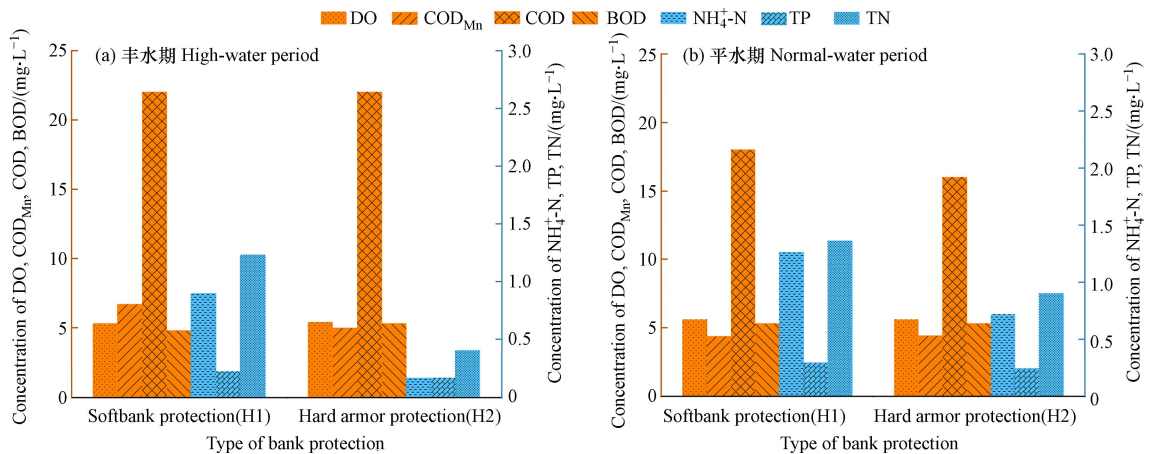 DO CODMn COD BOD NH4+-N TP TN
(a) 丰水期 High-water period
Concentration of DO, CODMn, COD, BOD/(mg·L−1)
25
20
15
10
5
0
3.0
2.5
2.0
1.5
1.0
0.5
0
Concentration of NH4+-N, TP, TN/(mg·L−1)
Softbank protection(H1) Hard armor protection(H2)
Type of bank protection
(b) 平水期 Normal-water period
Concentration of DO, CODMn, COD, BOD/(mg·L−1)
25
20
15
10
5
0
3.0
2.5
2.0
1.5
1.0
0.5
0
Concentration of NH4+-N, TP, TN/(mg·L−1)
Softbank protection(H1) Hard armor protection(H2)
Type of bank protection